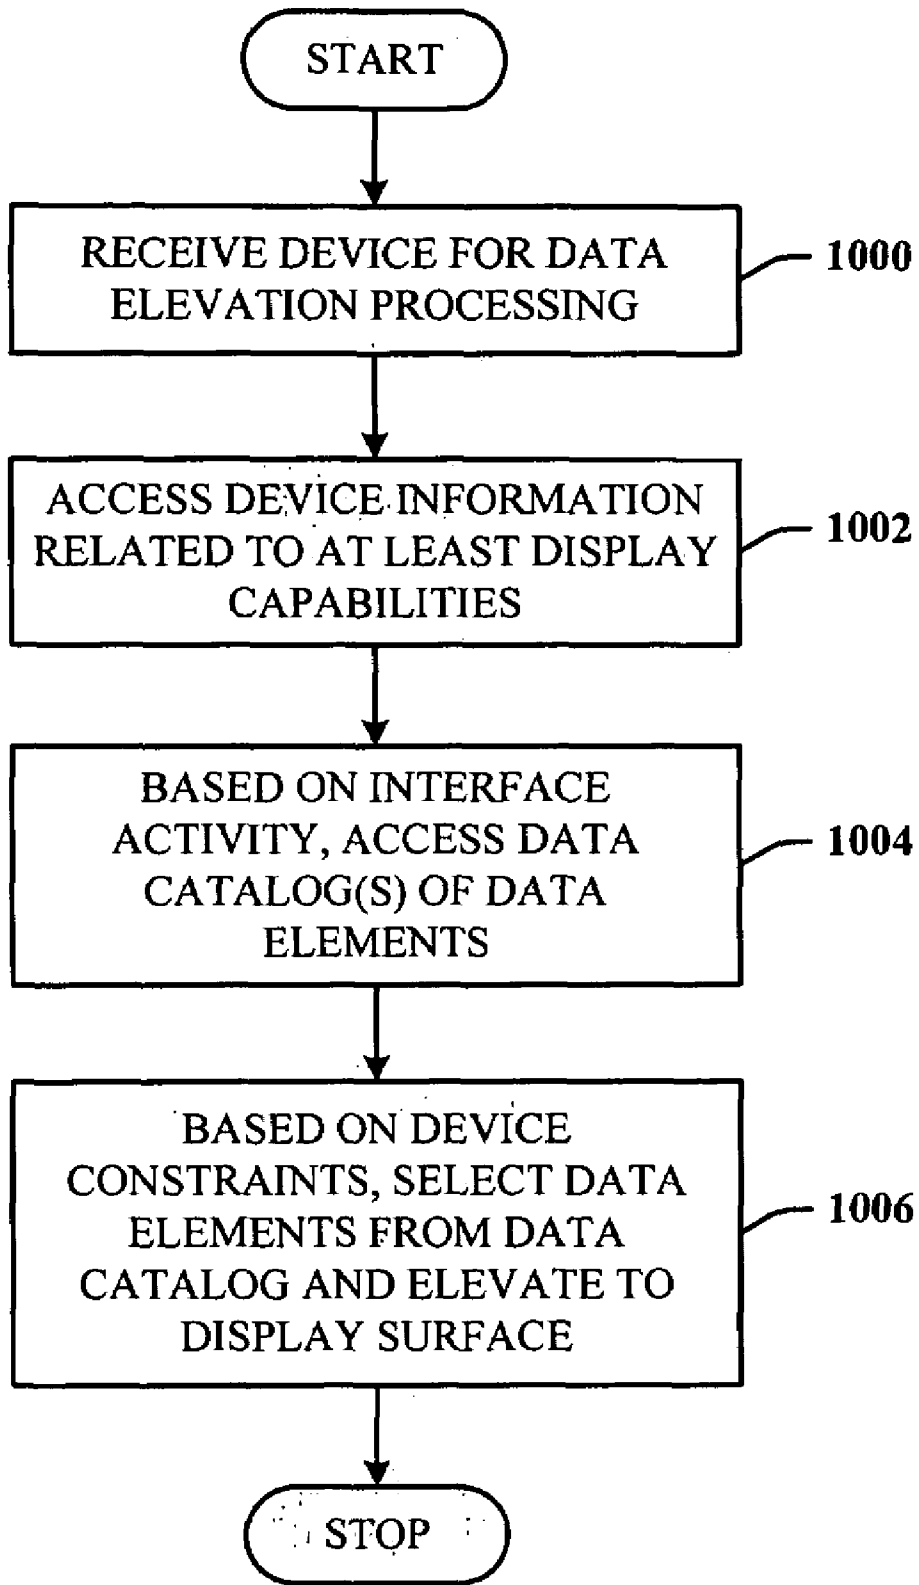 START
RECEIVE DEVICE FOR DATA
ELEVATION PROCESSING
1000
ACCESS DEVICE INFORMATION
RELATED TO AT LEAST DISPLAY
CAPABILITIES
1002
BASED ON INTERFACE
ACTIVITY, ACCESS DATA
CATALOG(S) OF DATA
ELEMENTS
1004
BASED ON DEVICE
CONSTRAINTS, SELECT DATA
ELEMENTS FROM DATA
CATALOG AND ELEVATE TO
DISPLAY SURFACE
1006
STOP